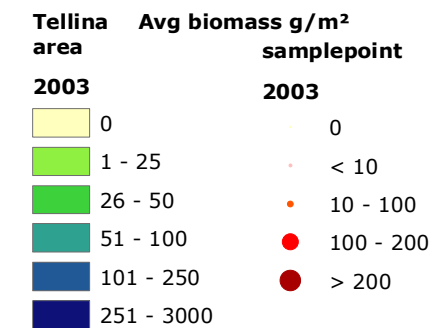 Tellina area Avg biomass g/m²
samplepoint
2003
2003
0
0
1 - 25
< 10
26 - 50
10 - 100
51 - 100
100 - 200
101 - 250
> 200
251 - 3000